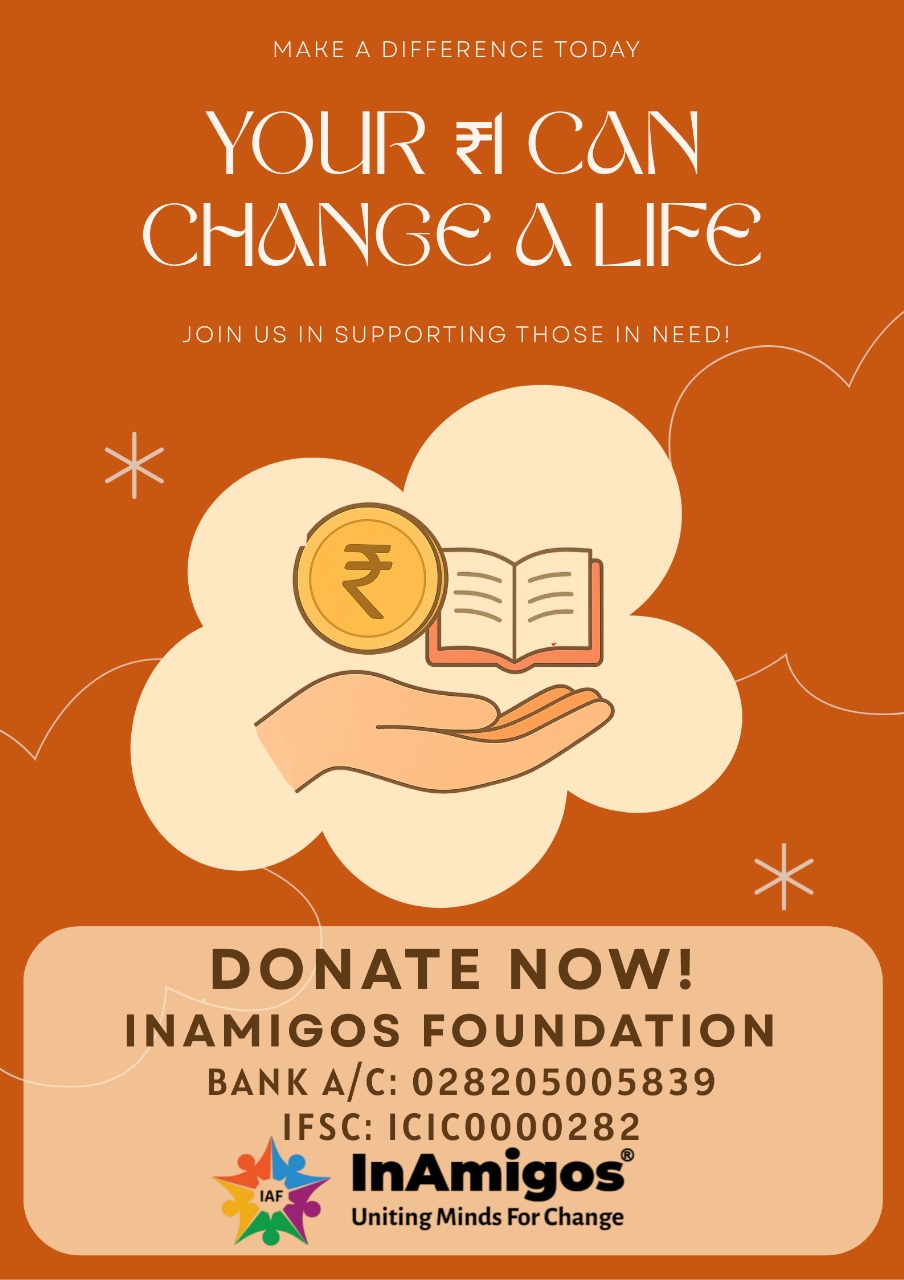 MAKE A DIFFERENCE TODAY
YOUR ₹1 CAN
CHANGE A LIFE
JOIN US IN SUPPORTING THOSE IN NEED!
₹
DONATE NOW!
INAMIGOS FOUNDATION
BANK A/C: 028205005839
IFSC: ICIC0000282
IAF
InAmigos®
Uniting Minds For Change